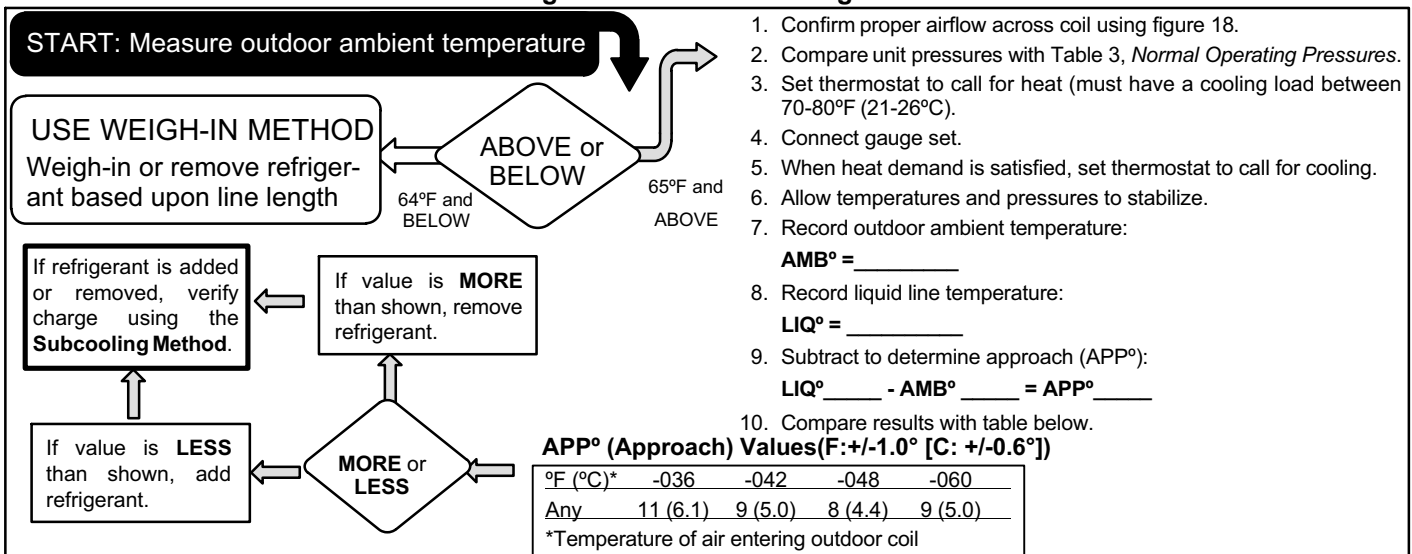 START: Measure outdoor ambient temperature
USE WEIGH-IN METHOD
Weigh-in or remove refriger-
ant based upon line length
ABOVE or
BELOW
64ºF and
BELOW
65ºF and
ABOVE
1. Confirm proper airflow across coil using figure 18.
2. Compare unit pressures with Table 3, Normal Operating Pressures.
3. Set thermostat to call for heat (must have a cooling load between
70-80ºF (21-26ºC).
4. Connect gauge set.
5. When heat demand is satisfied, set thermostat to call for cooling.
6. Allow temperatures and pressures to stabilize.
7. Record outdoor ambient temperature:
AMBº =_________
8. Record liquid line temperature:
LIQº = __________
9. Subtract to determine approach (APPº):
LIQº_____ - AMBº _____ = APPº_____
10. Compare results with table below.
If refrigerant is added
or removed, verify
charge using the
Subcooling Method.
If value is MORE
than shown, remove
refrigerant.
If value is LESS
than shown, add
refrigerant.
MORE or
LESS
APPº (Approach) Values(F:+/-1.0° [C: +/-0.6°])
ºF (ºC)* -036 -042 -048 -060
Any 11 (6.1) 9 (5.0) 8 (4.4) 9 (5.0)
*Temperature of air entering outdoor coil